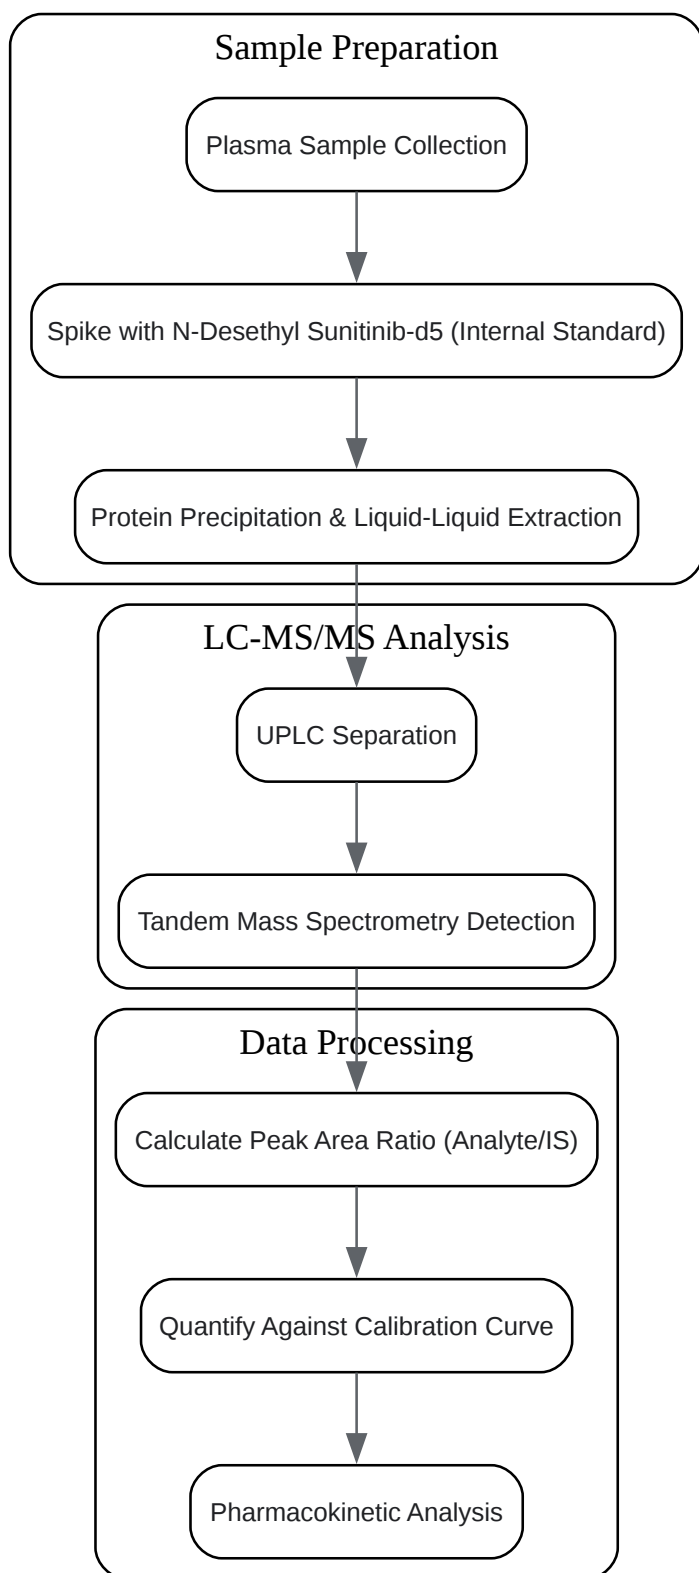 Sample Preparation
Plasma Sample Collection
Spike with N-Desethyl Sunitinib-d5 (Internal Standard)
Protein Precipitation & Liquid-Liquid Extraction
LC-MS/MS Analysis
UPLC Separation
Tandem Mass Spectrometry Detection
Data Processing
Calculate Peak Area Ratio (Analyte/IS)
Quantify Against Calibration Curve
Pharmacokinetic Analysis